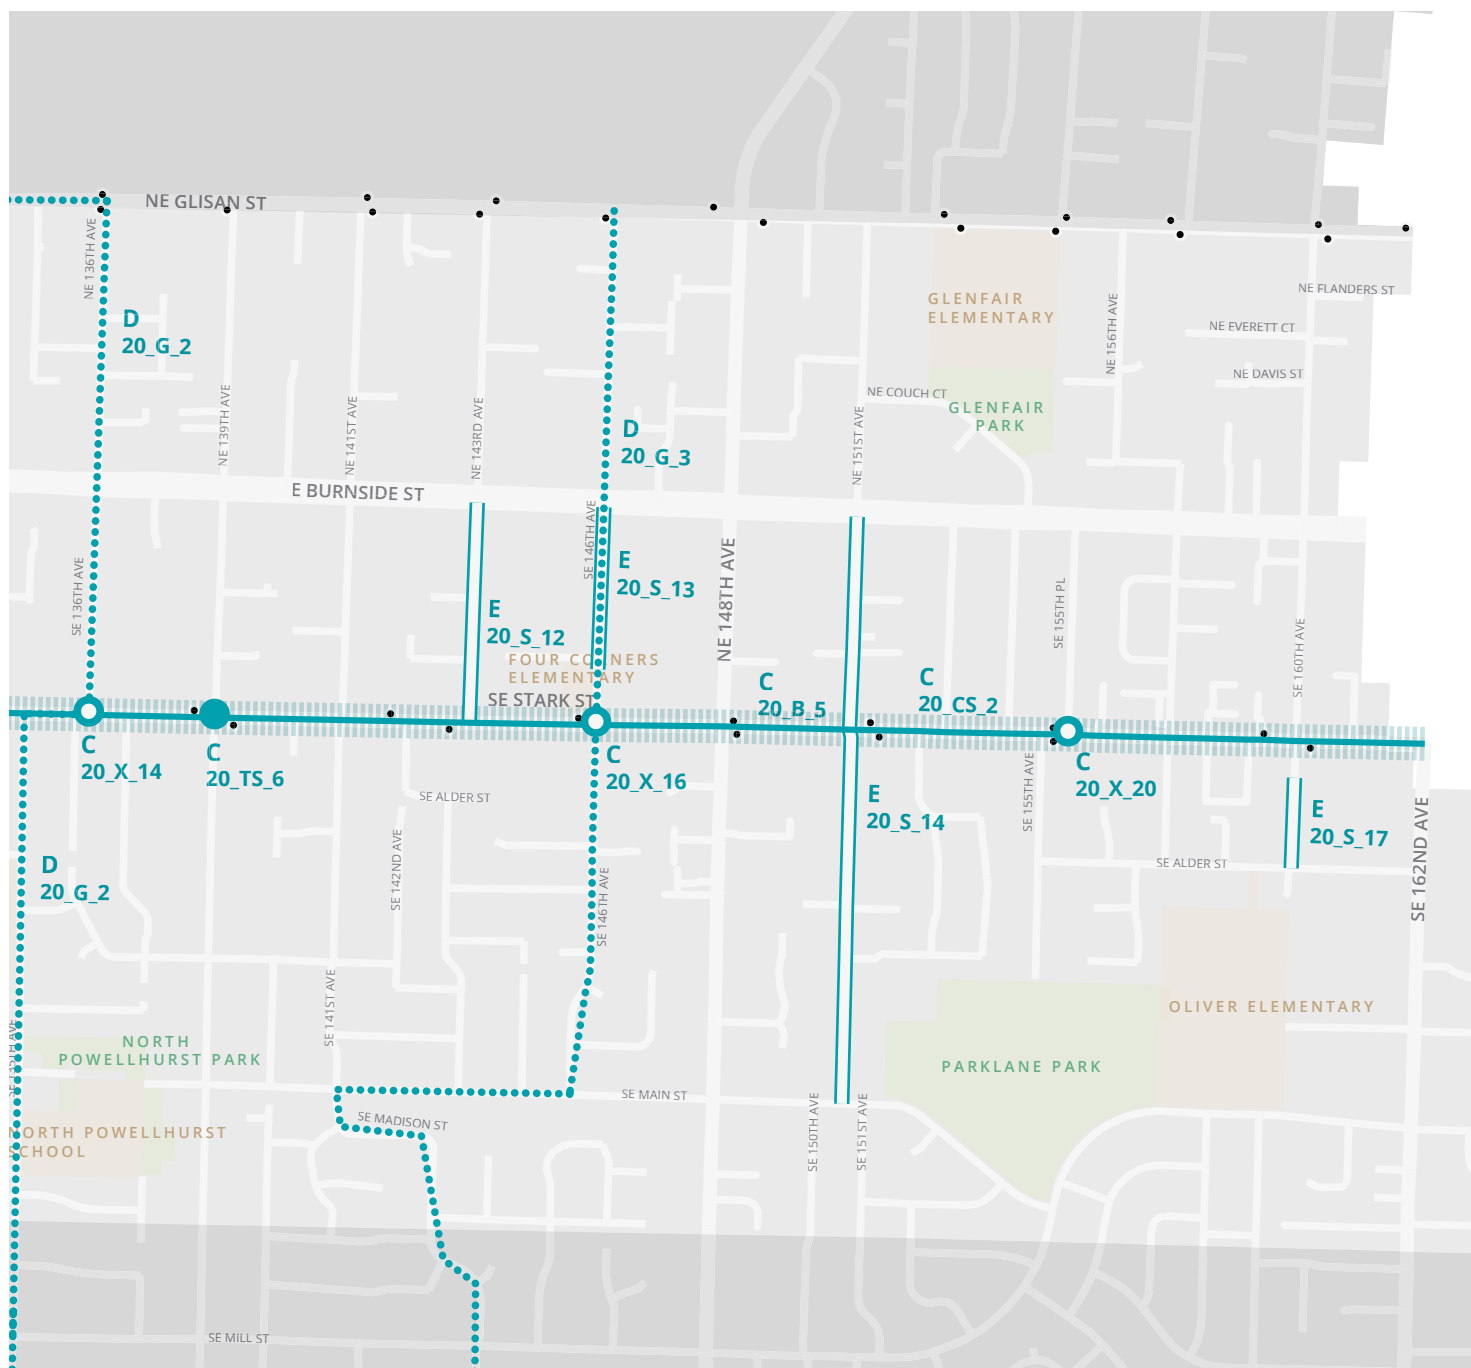 NE GLISAN ST
NE 136TH AVE
NE FLANDERS ST
GLENFAIR
ELEMENTARY
D
20_G_2
NE EVERETT CT
NE 156TH AVE
NE DAVIS ST
NE COUCH CT
GLENFAIR
PARK
NE 139TH AVE
NE 141ST AVE
NE 143RD AVE
NE 151ST AVE
D
20_G_3
E BURNSIDE ST
SE 146TH AVE
SE 136TH AVE
NE 148TH AVE
SE 155TH PL
E
20_S_13
E
20_S_12
SE 160TH AVE
FOUR CORNERS
ELEMENTARY
SE STARK ST
C
20_B_5
C
20_CS_2
C
20_X_14
C
20_TS_6
C
20_X_16
C
20_X_20
SE ALDER ST
SE 155TH AVE
E
20_S_14
E
20_S_17
SE 142ND AVE
SE 162ND AVE
D
20_G_2
SE ALDER ST
SE 146TH AVE
SE 141ST AVE
OLIVER ELEMENTARY
NORTH
POWELLHURST PARK
SE 135TH AVE
PARKLANE PARK
SE MAIN ST
SE MADISON ST
SE 150TH AVE
SE 151ST AVE
NORTH POWELLHURST
SCHOOL
SE MILL ST